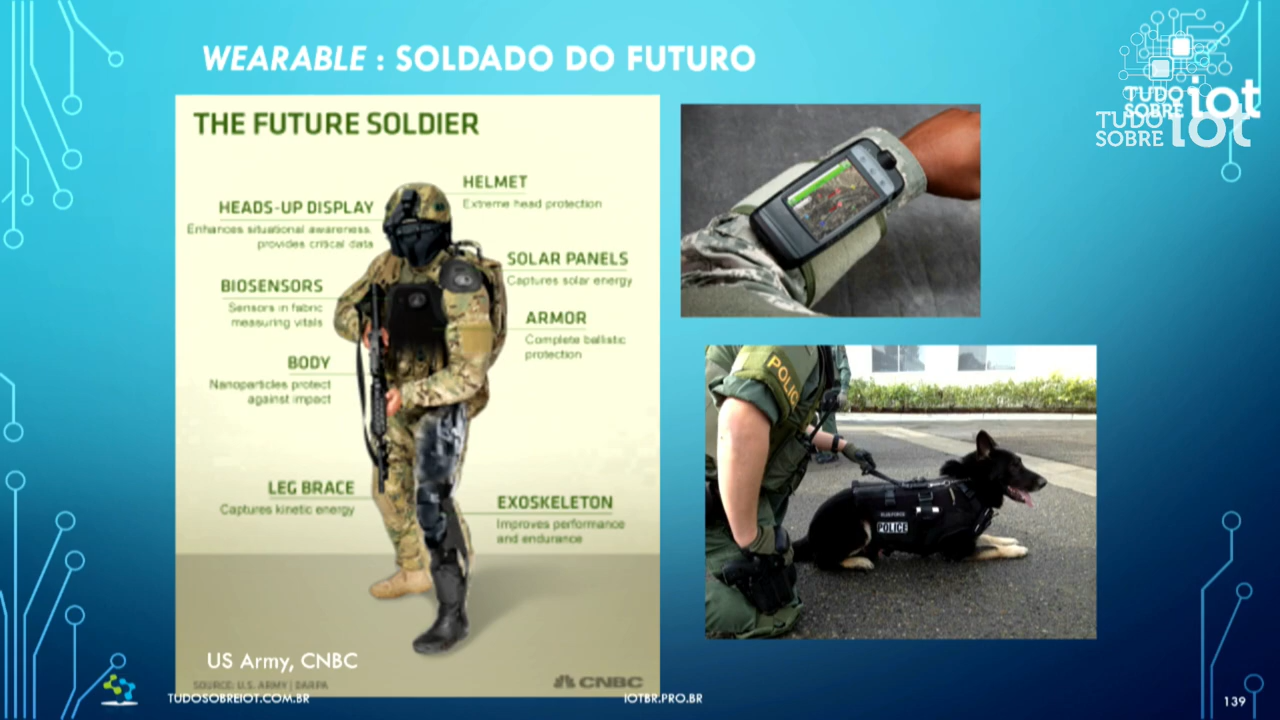 WEARABLE : SOLDADO DO FUTURO
TUDO
SOBRE
iot
TUDO
SOBRE
iot
THE FUTURE SOLDIER
HELMET
Extreme head protection
HEADS-UP DISPLAY
Enhances situational awareness,
provides critical data
SOLAR PANELS
Captures solar energy
BIOSENSORS
Sensors in fabric
measuring vitals
ARMOR
Complete ballistic
protection
BODY
Nanoparticles protect
against impact
LEG BRACE
Captures kinetic energy
EXOSKELETON
Improves performance
and endurance
US Army, CNBC
SOURCE: U.S. ARMY | DARPA
CNBC
POLIC
POLICE
TUDOSOBREIOT.COM.BR
IOTBR.PRO.BR
139